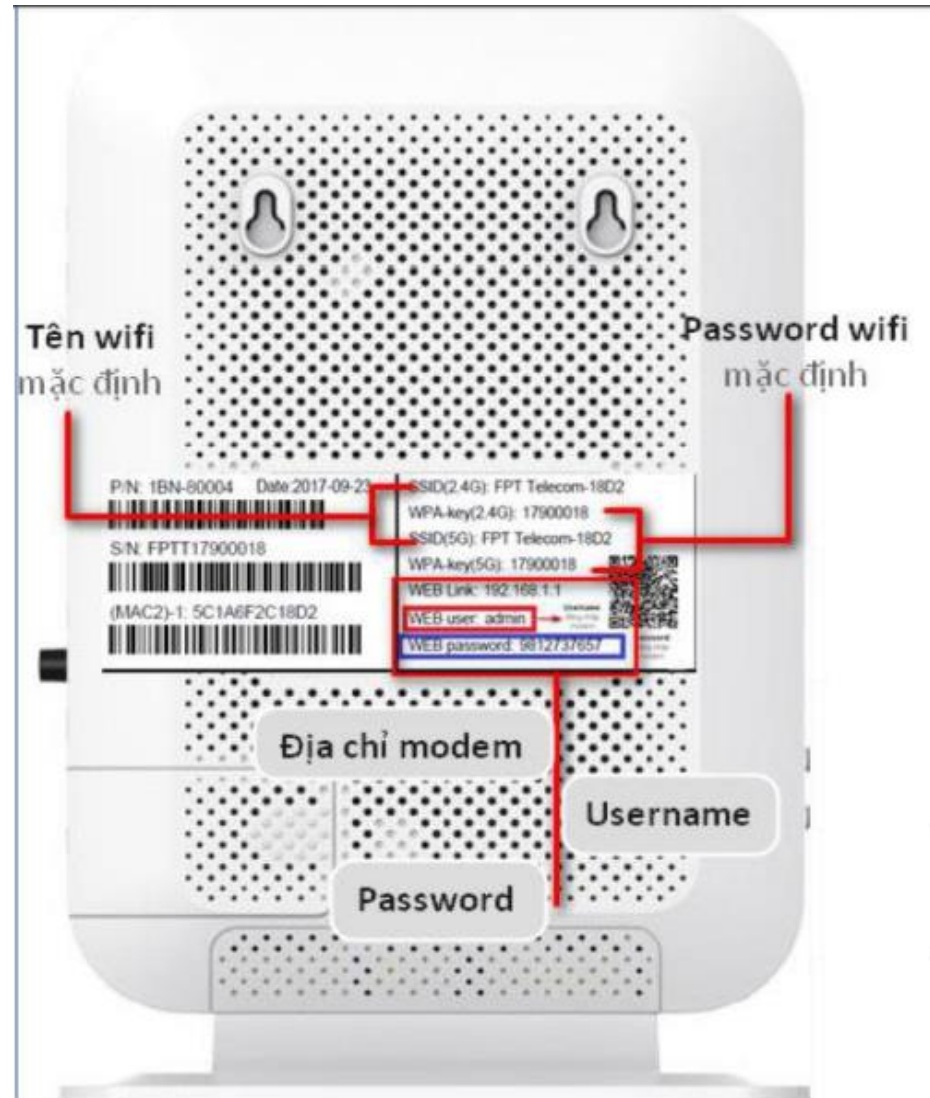 Tên wifi
mặc định
Password wifi
mặc định
P/N: 1BN-80004 Date:2017-09-23
S/N: FPTT17900018
(MAC2)-1: 5C1A6F2C18D2
SSID(2.4G): FPT Telecom-18D2
WPA-key(2.4G): 17900018
SSID(5G): FPT Telecom-18D2
WPA-key(5G): 17900018
WEB Link: 192.168.1.1
WEB user: admin
Username
WEB password: 9812737657
Địa chỉ modem
Username
Password